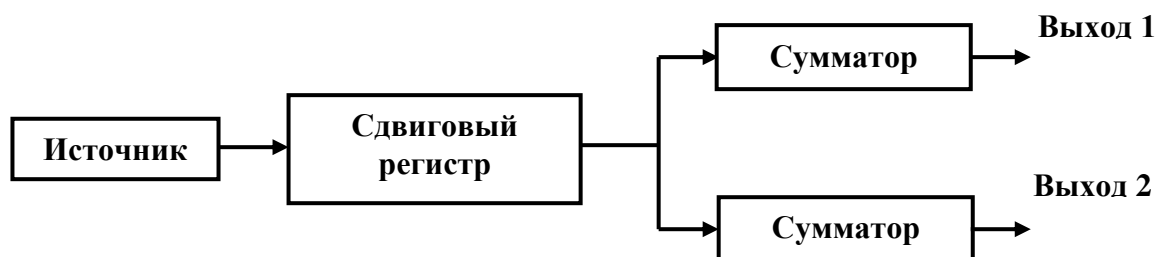 Выход 1
Сумматор
Сдвиговый
регистр
Источник
Выход 2
Сумматор